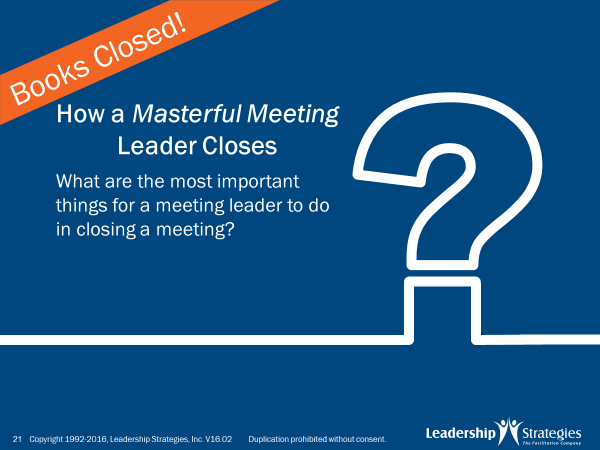 Books Closed!
How a Masterful Meeting
Leader Closes
What are the most important
things for a meeting leader to do
in closing a meeting?
21 Copyright 1992-2016, Leadership Strategies, Inc. V16.02 Duplication prohibited without consent.
Leadership Strategies
The Facilitation Company